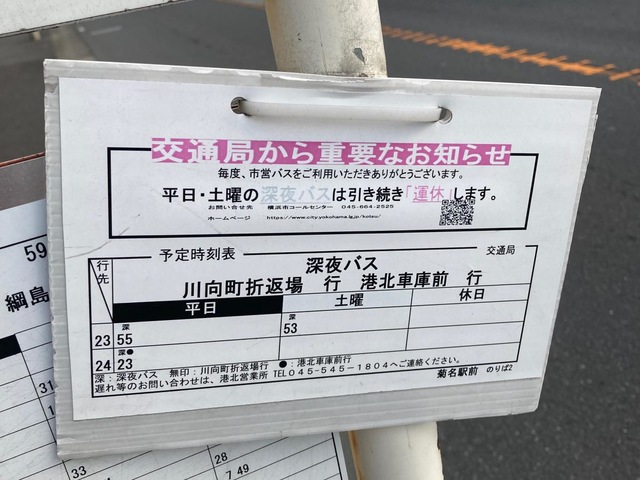 交通局から重要なお知らせ
毎度、市営バスをご利用いただきありがとうございます。
平日・土曜の深夜バスは引き続き「運休」します。
お問い合せ先 横浜市コールセンター 045-664-2525
ホームページ https://www.city.yokohama.lg.jp/kotsu/
予定時刻表 交通局
行先 深夜バス
川向町折返場 行 港北車庫前 行
平日 土曜 休日
深 深
23 55 53
深●
24 23
深：深夜バス 無印：川向町折返場行 ●：港北車庫前行
遅れ等のお問い合いせは、港北営業所 TEL045-545-1804へご連絡ください。
菊名駅前 のりば2
59
綱島
31
5
33
28
7 49